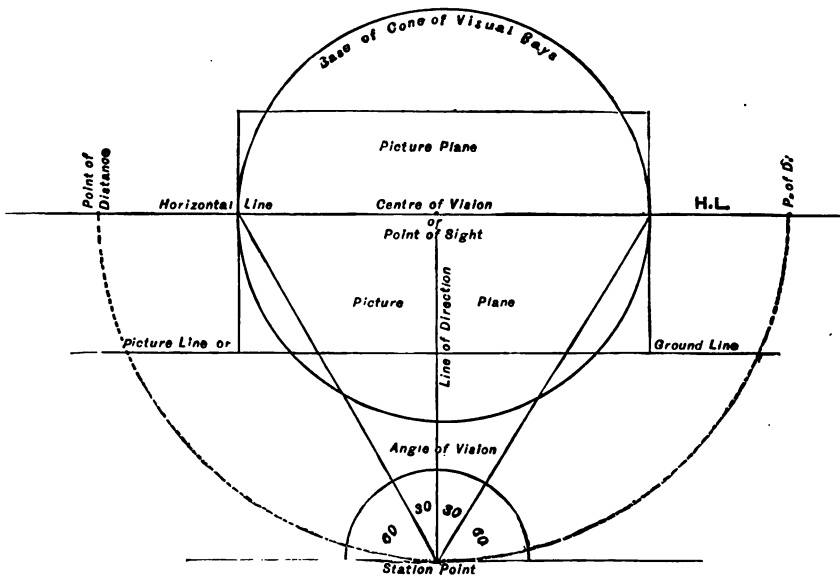 Base of Cone of Visual Rays
Picture Plane
Point of
Distance
P. of D.
Horizontal Line
Centre of Vision
H.L.
or
Point of Sight
Picture Plane
Line of Direction
Picture Line or
Ground Line
Angle of Vision
60 30 30 60
Station Point